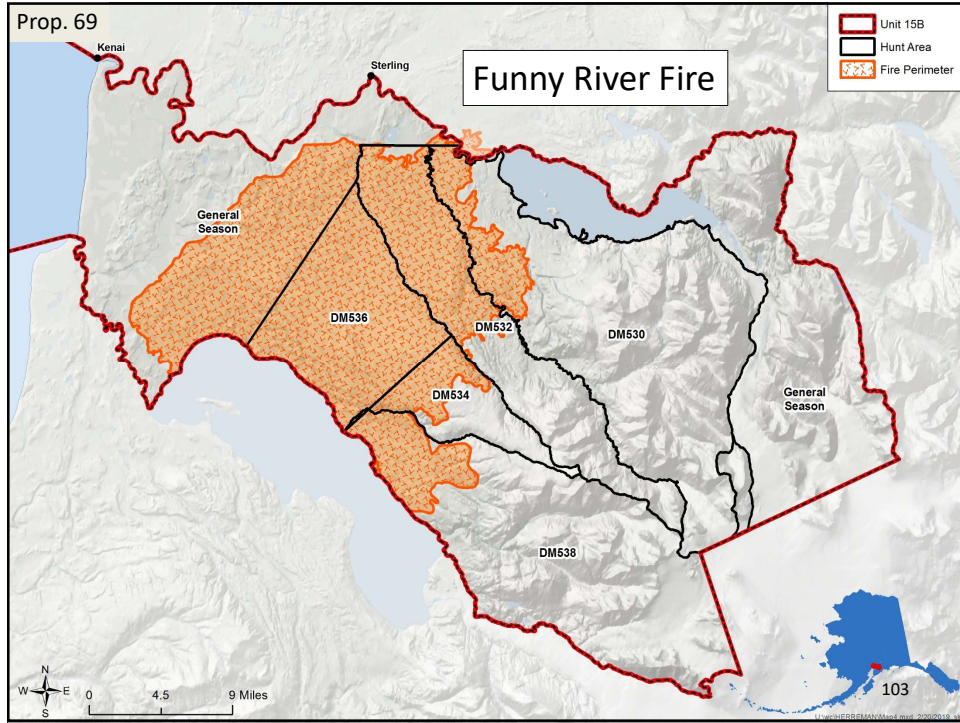 Prop. 69
Kenai
Sterling
Funny River Fire
Unit 15B
Hunt Area
Fire Perimeter
General
Season
DM536
DM532
DM530
DM534
General
Season
DM538
N
W E
S
0 4.5 9 Miles
103